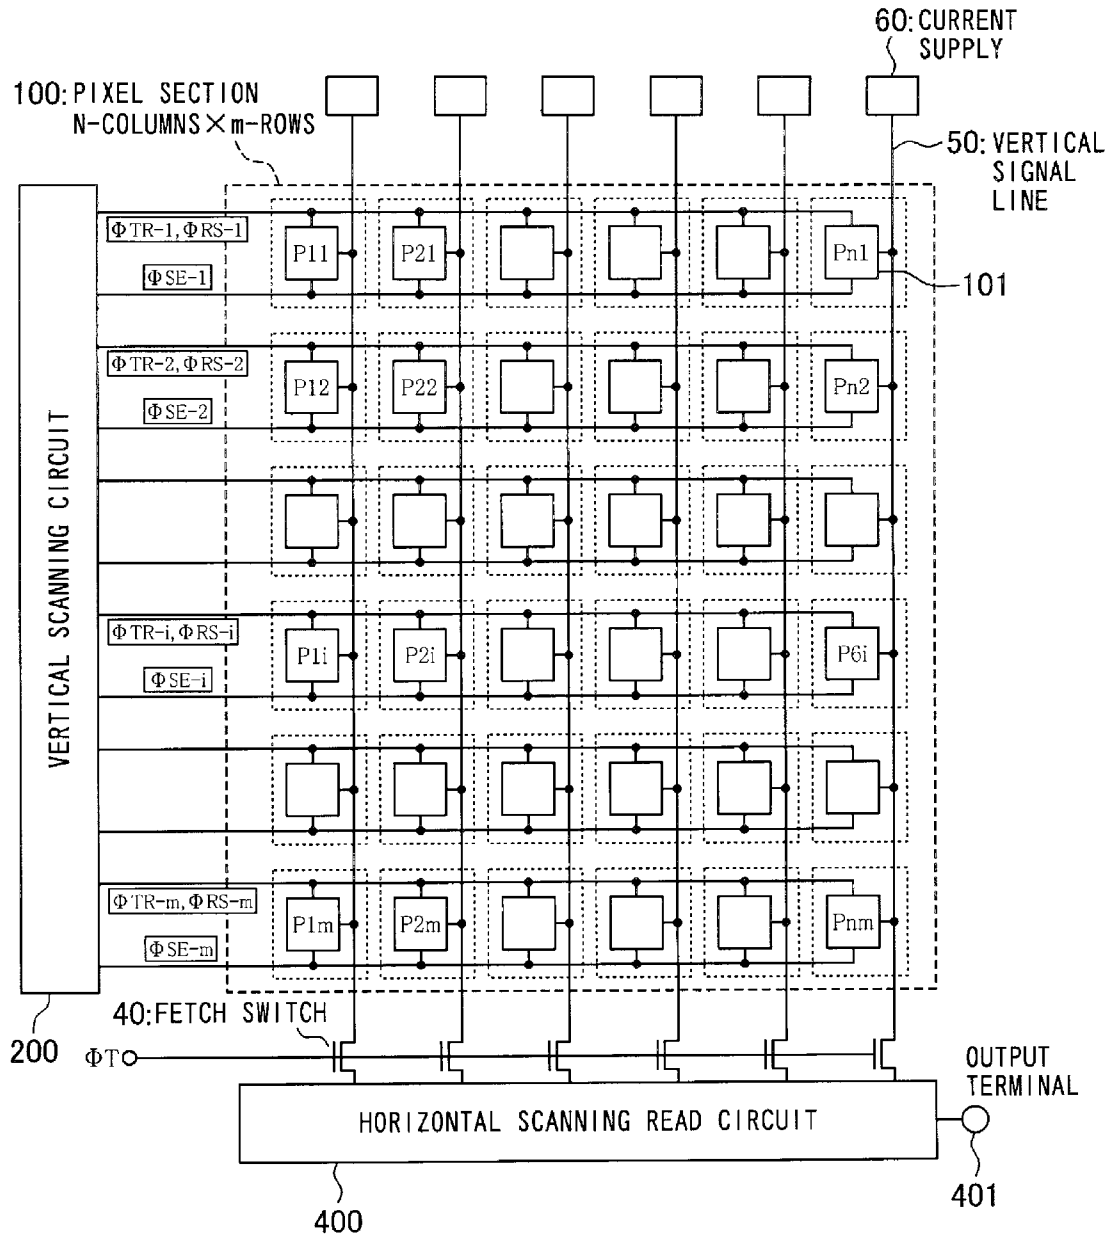 60: CURRENT
SUPPLY
100: PIXEL SECTION
N-COLUMNS×m-ROWS
50: VERTICAL
SIGNAL
LINE
ΦTR-1, ΦRS-1
P11
P21
Pn1
ΦSE-1
101
ΦTR-2, ΦRS-2
P12
P22
Pn2
ΦSE-2
VERTICAL SCANNING CIRCUIT
ΦTR-i, ΦRS-i
P1i
P2i
P6i
ΦSE-i
ΦTR-m, ΦRS-m
P1m
P2m
Pnm
ΦSE-m
200
40: FETCH SWITCH
ΦT
OUTPUT
TERMINAL
HORIZONTAL SCANNING READ CIRCUIT
400
401